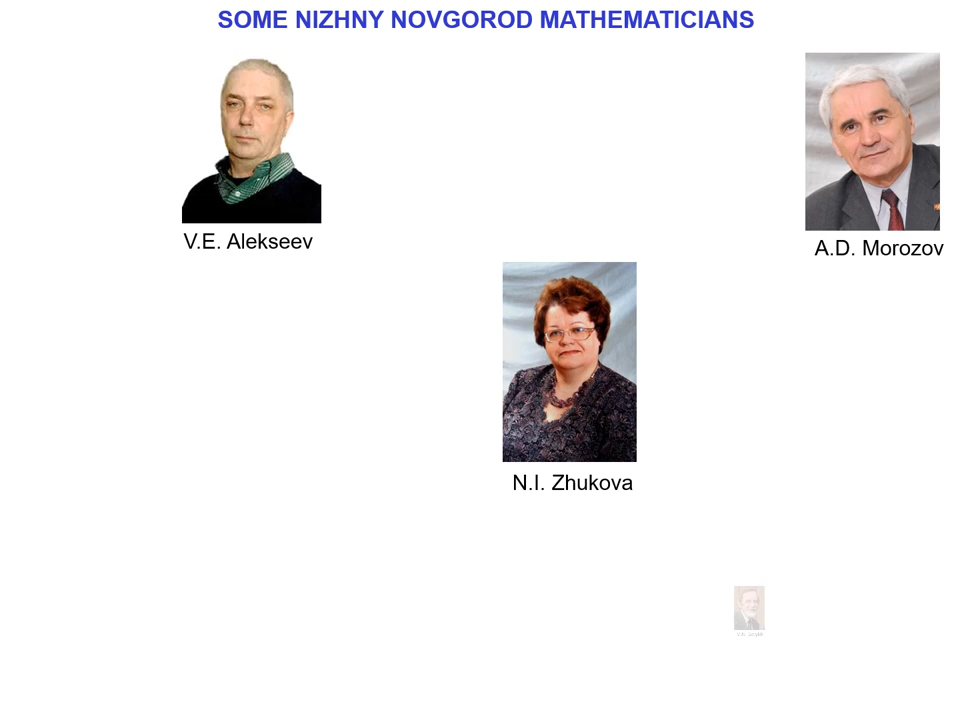 SOME NIZHNY NOVGOROD MATHEMATICIANS
V.E. Alekseev
A.D. Morozov
N.I. Zhukova